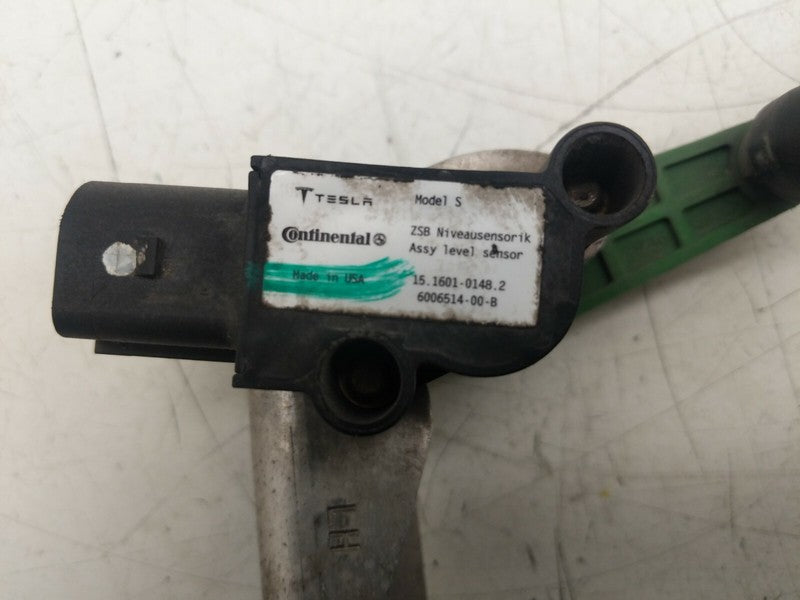 TESLA Model S
Continental ZSB Niveausensorik
Assy level sensor
Made in USA 15.1601-0148.2
6006514-00-B